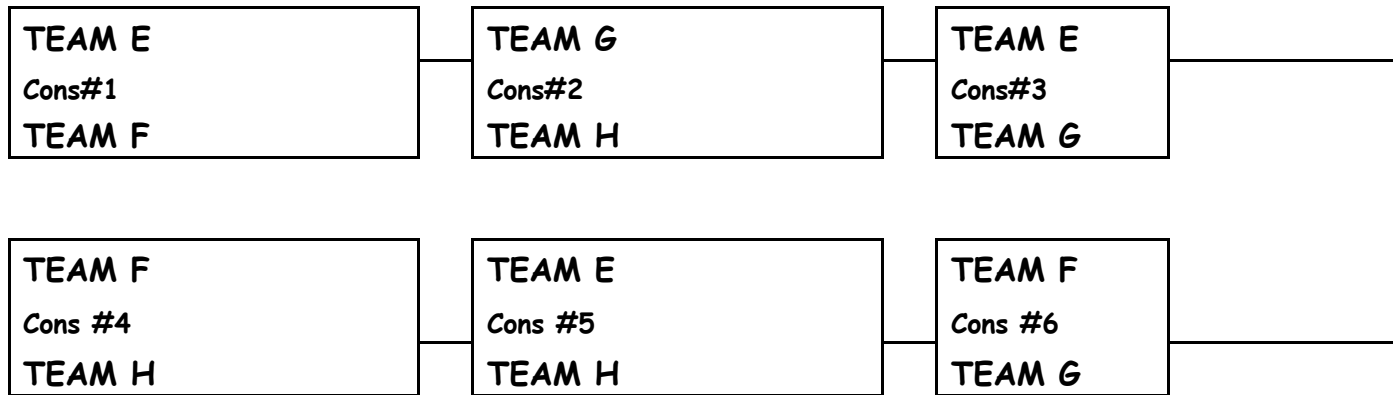 TEAM E
Cons#1
TEAM F
TEAM G
Cons#2
TEAM H
TEAM E
Cons#3
TEAM G
TEAM F
Cons #4
TEAM H
TEAM E
Cons #5
TEAM H
TEAM F
Cons #6
TEAM G